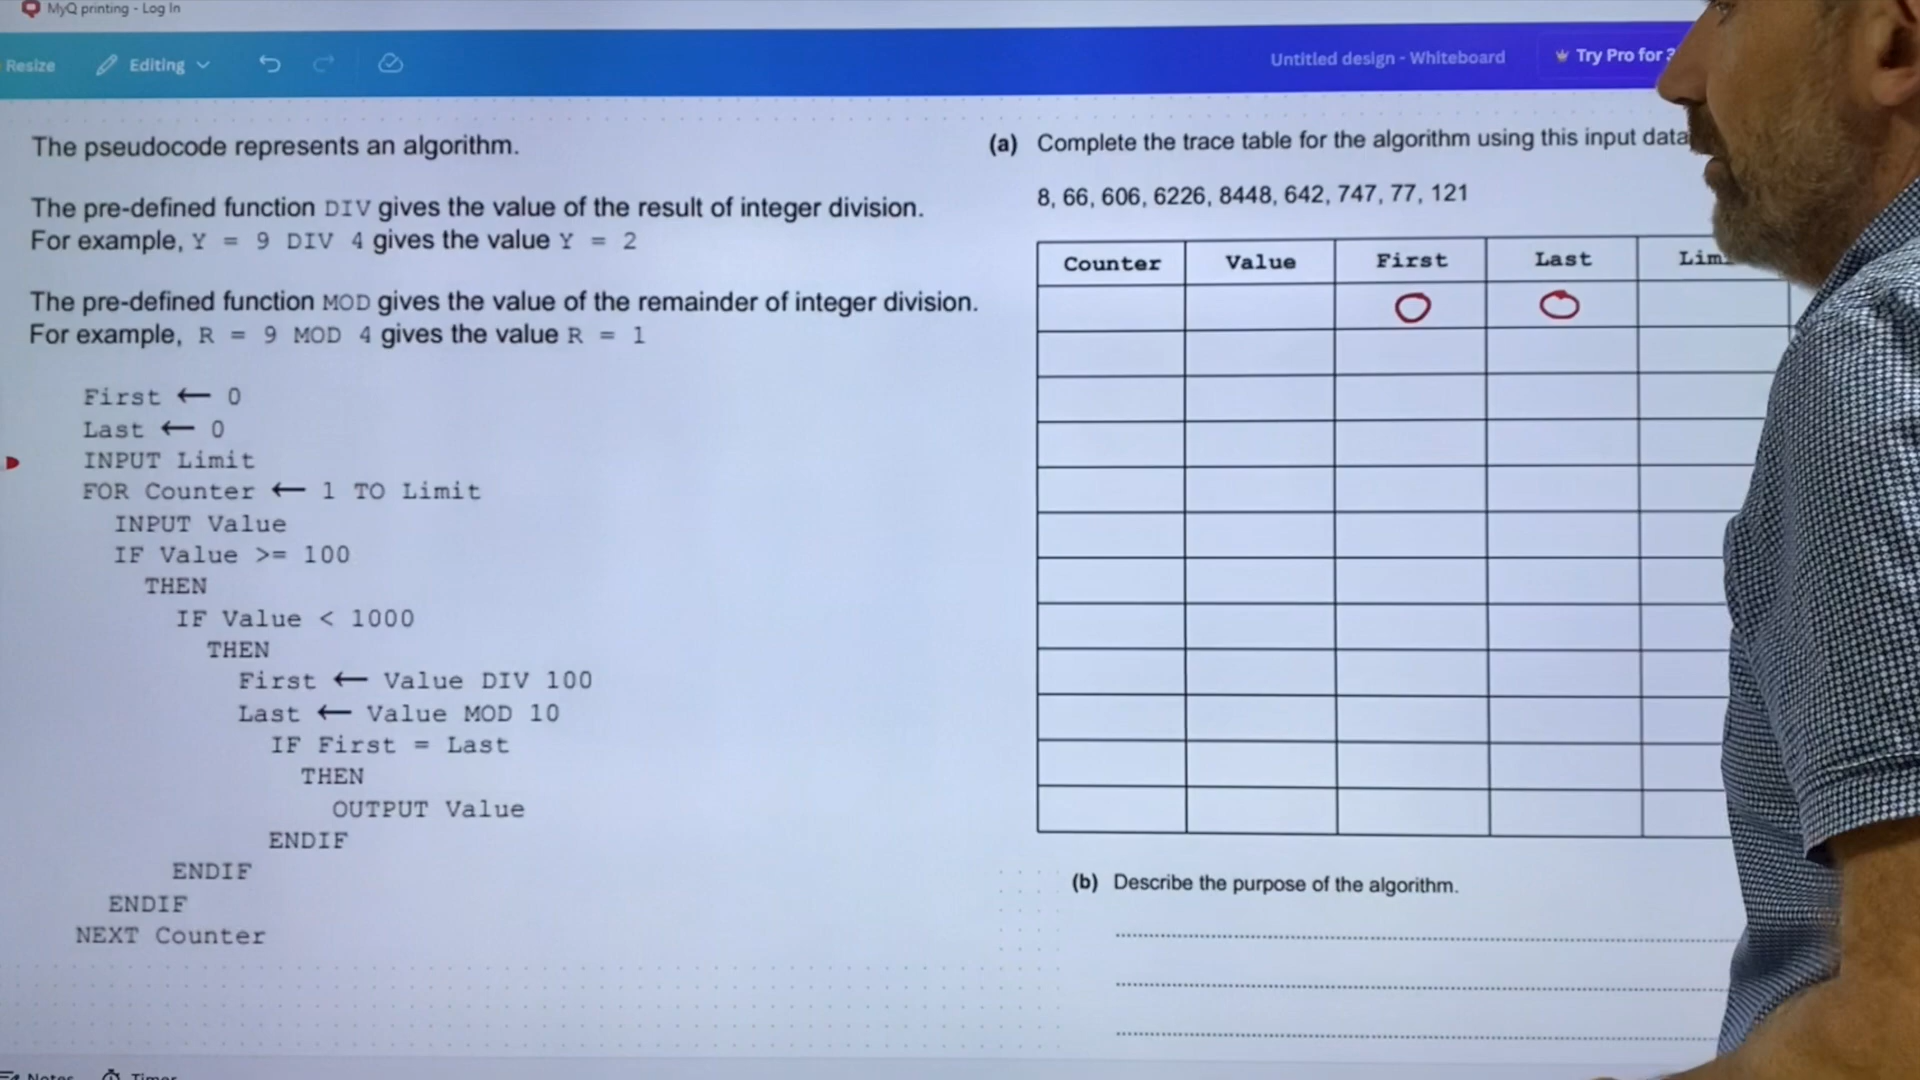 MyQ printing - Log In
Resize
Editing
Untitled design - Whiteboard
Try Pro for
The pseudocode represents an algorithm.
The pre-defined function DIV gives the value of the result of integer division.
For example, Y = 9 DIV 4 gives the value Y = 2
The pre-defined function MOD gives the value of the remainder of integer division.
For example, R = 9 MOD 4 gives the value R = 1
First ← 0
Last ← 0
INPUT Limit
FOR Counter ← 1 TO Limit
INPUT Value
IF Value >= 100
THEN
IF Value < 1000
THEN
First ← Value DIV 100
Last ← Value MOD 10
IF First = Last
THEN
OUTPUT Value
ENDIF
ENDIF
ENDIF
NEXT Counter
(a) Complete the trace table for the algorithm using this input data
8, 66, 606, 6226, 8448, 642, 747, 77, 121
Counter Value First Last Lim
0 0
(b) Describe the purpose of the algorithm.
Notes Timer